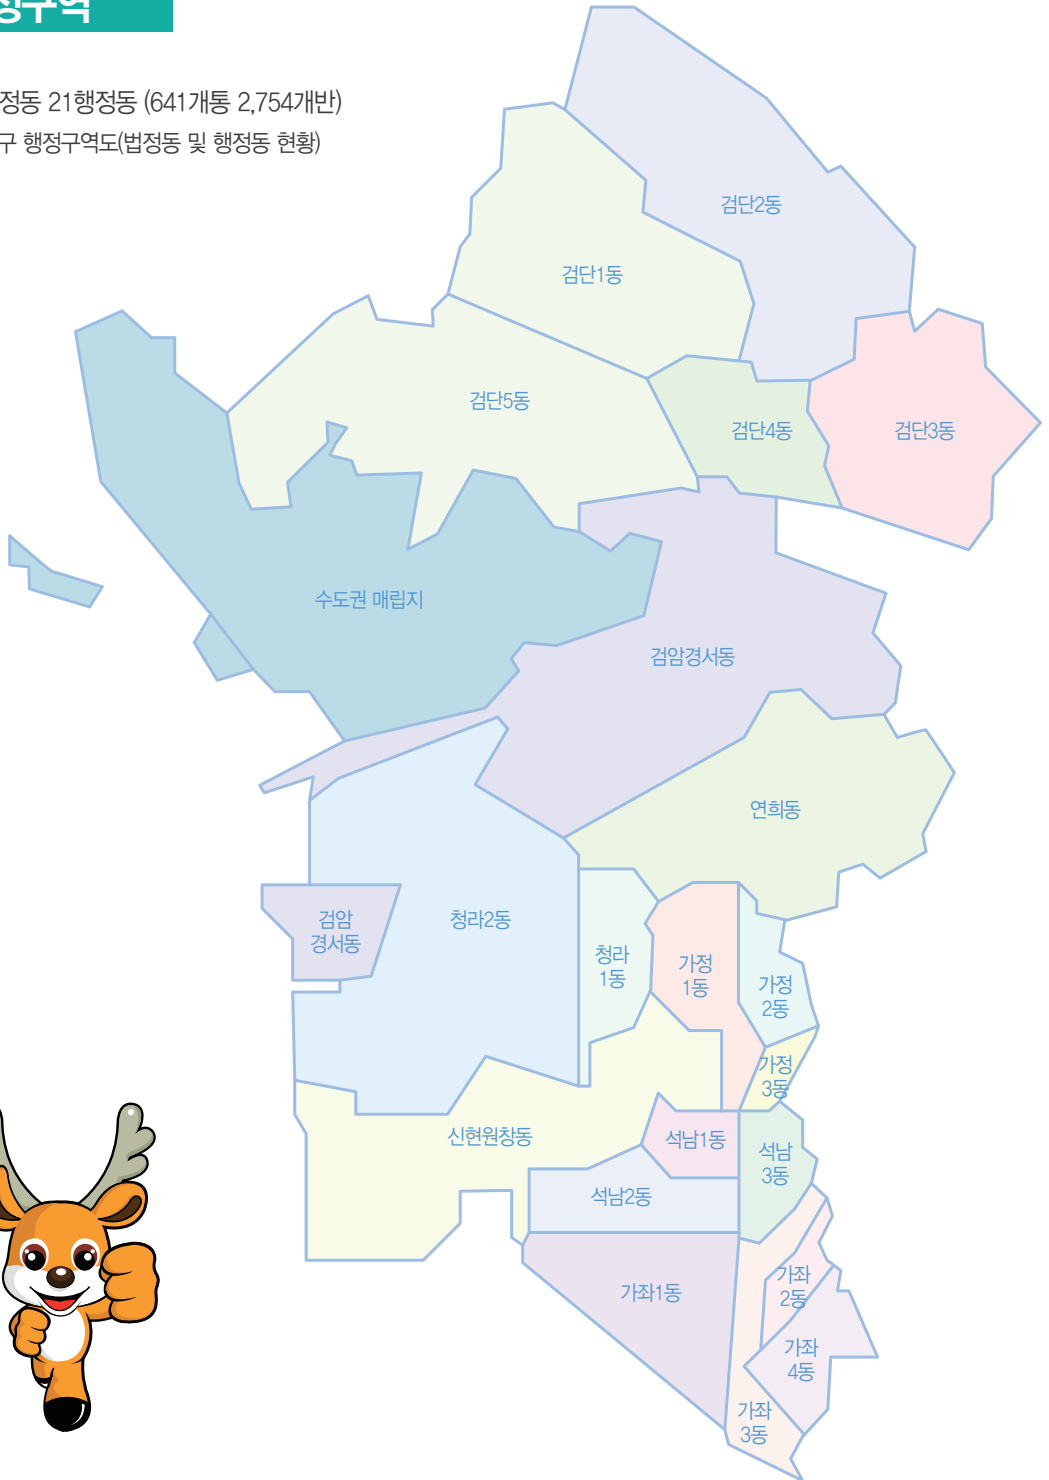 정구역
정동 21행정동 (641개통 2,754개반)
구 행정구역도(법정동 및 행정동 현황)
검단2동
검단1동
검단5동
검단4동
검단3동
수도권 매립지
검암경서동
연희동
검암
경서동
청라2동
청라
1동
가정
1동
가정
2동
가정
3동
신현원창동
석남1동
석남
3동
석남2동
가좌1동
가좌
2동
가좌
4동
가좌
3동